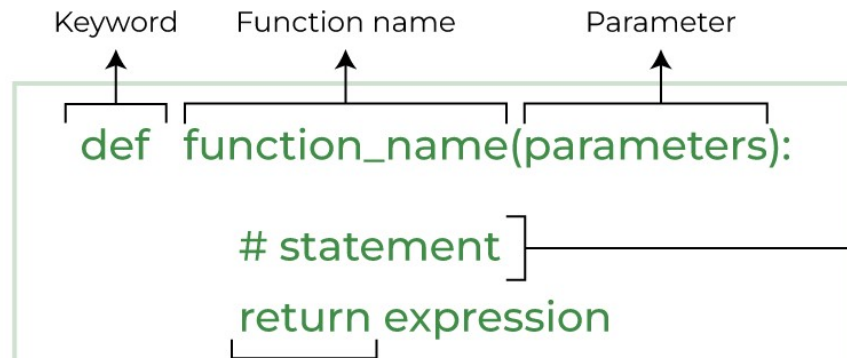 Keyword Function name Parameter
def function_name(parameters):
# statement
return expression